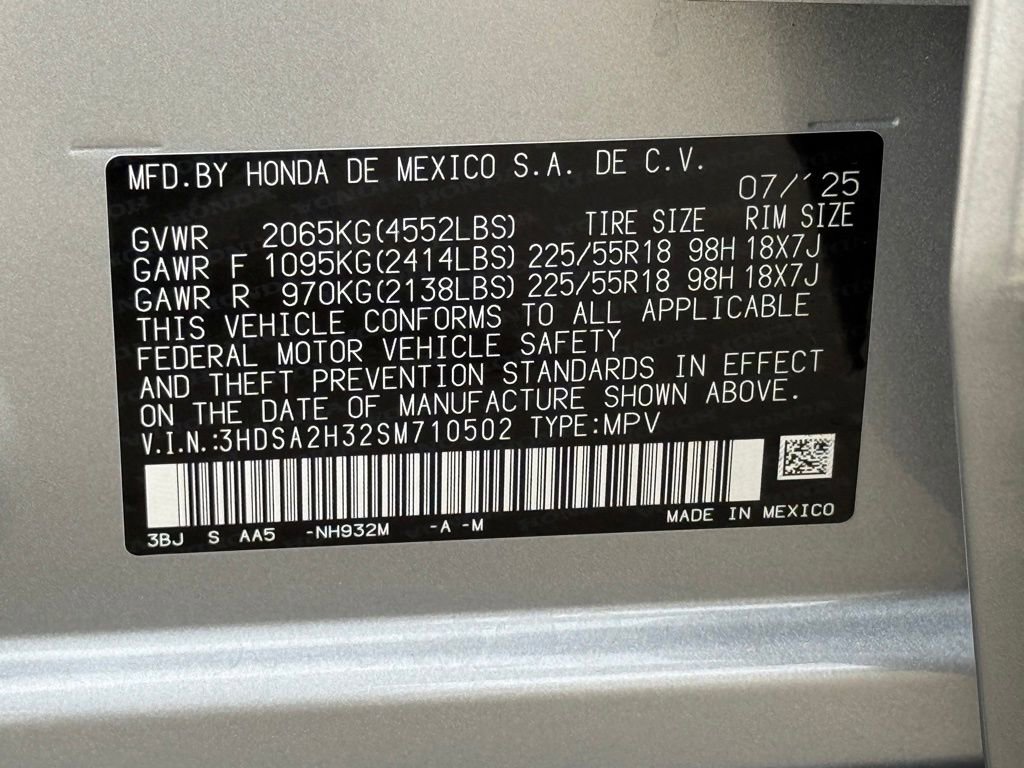 MFD.BY HONDA DE MEXICO S.A. DE C.V.
07/'25
GVWR 2065KG(4552LBS) TIRE SIZE RIM SIZE
GAWR F 1095KG(2414LBS) 225/55R18 98H 18X7J
GAWR R 970KG(2138LBS) 225/55R18 98H 18X7J
THIS VEHICLE CONFORMS TO ALL APPLICABLE
FEDERAL MOTOR VEHICLE SAFETY
AND THEFT PREVENTION STANDARDS IN EFFECT
ON THE DATE OF MANUFACTURE SHOWN ABOVE.
V.I.N.:3HDSA2H32SM710502 TYPE:MPV
3BJ S AA5 -NH932M -A -M MADE IN MEXICO